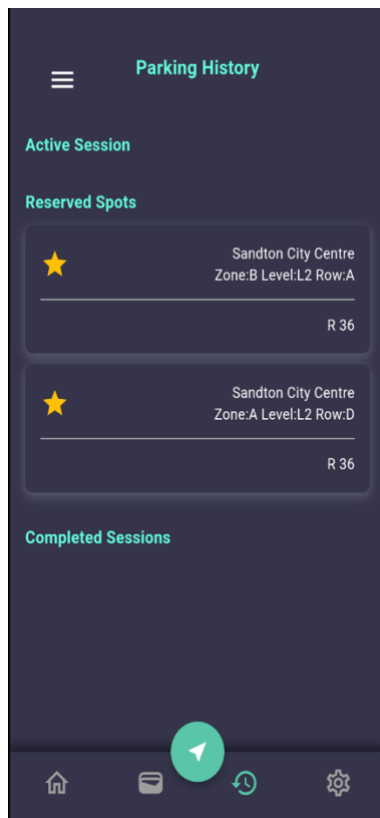 Parking History
Active Session
Reserved Spots
Sandton City Centre
Zone:B Level:L2 Row:A
R 36
Sandton City Centre
Zone:A Level:L2 Row:D
R 36
Completed Sessions